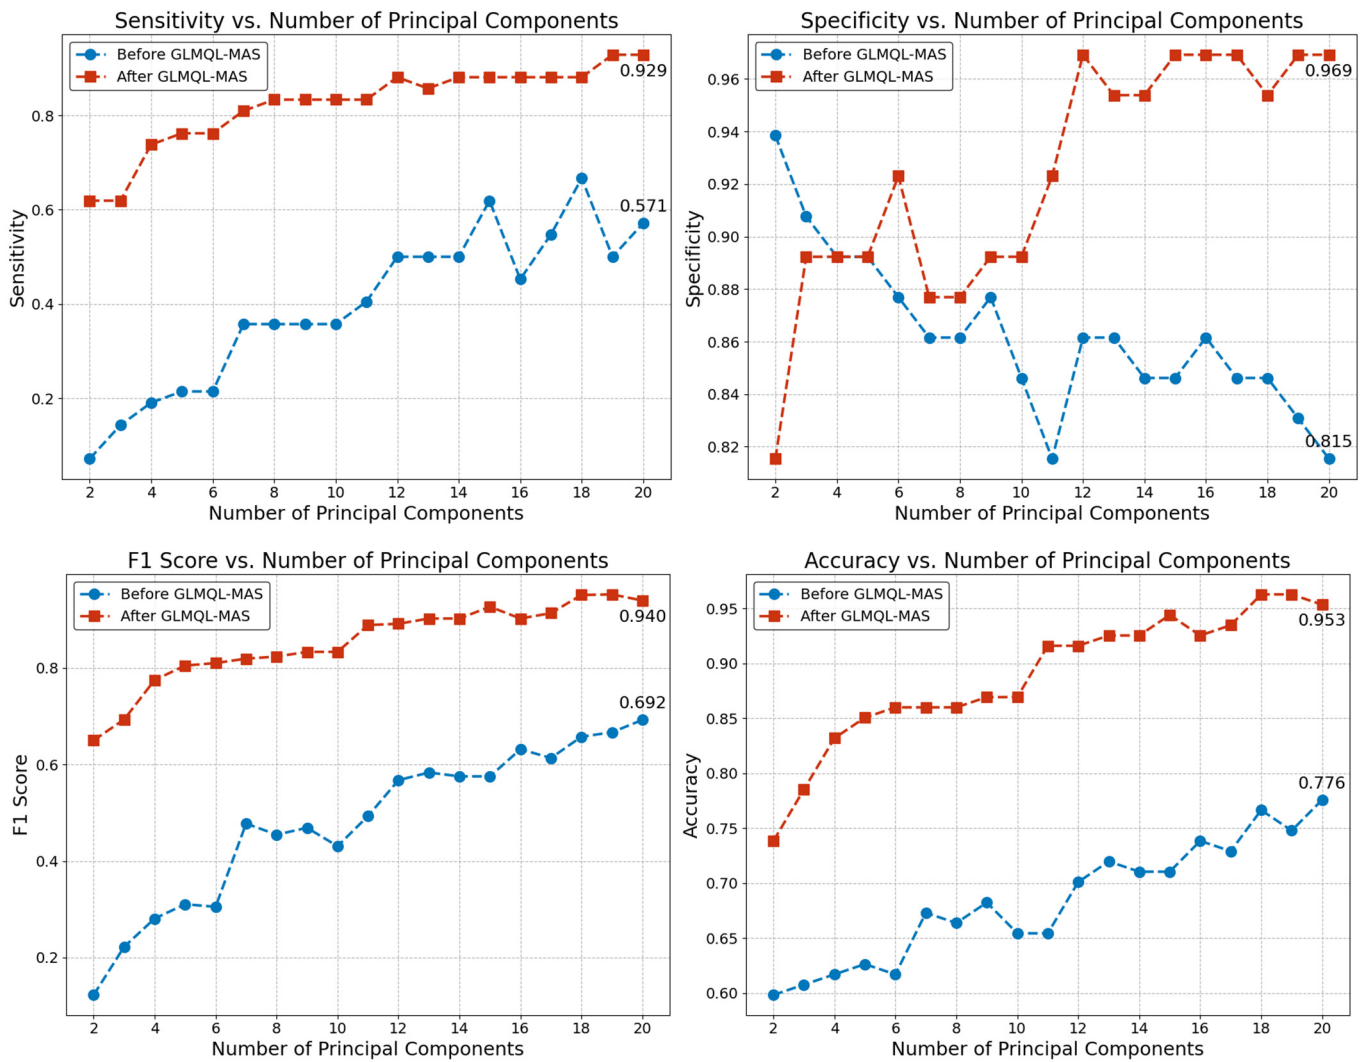 Sensitivity vs. Number of Principal Components
Before GLMQL-MAS
After GLMQL-MAS
0.929
0.571
0.8
0.6
0.4
0.2
Sensitivity
2 4 6 8 10 12 14 16 18 20
Number of Principal Components
Specificity vs. Number of Principal Components
Before GLMQL-MAS
After GLMQL-MAS
0.969
0.815
0.96
0.94
0.92
0.90
0.88
0.86
0.84
0.82
Specificity
2 4 6 8 10 12 14 16 18 20
Number of Principal Components
F1 Score vs. Number of Principal Components
Before GLMQL-MAS
After GLMQL-MAS
0.940
0.692
0.8
0.6
0.4
0.2
F1 Score
2 4 6 8 10 12 14 16 18 20
Number of Principal Components
Accuracy vs. Number of Principal Components
Before GLMQL-MAS
After GLMQL-MAS
0.953
0.776
0.95
0.90
0.85
0.80
0.75
0.70
0.65
0.60
Accuracy
2 4 6 8 10 12 14 16 18 20
Number of Principal Components